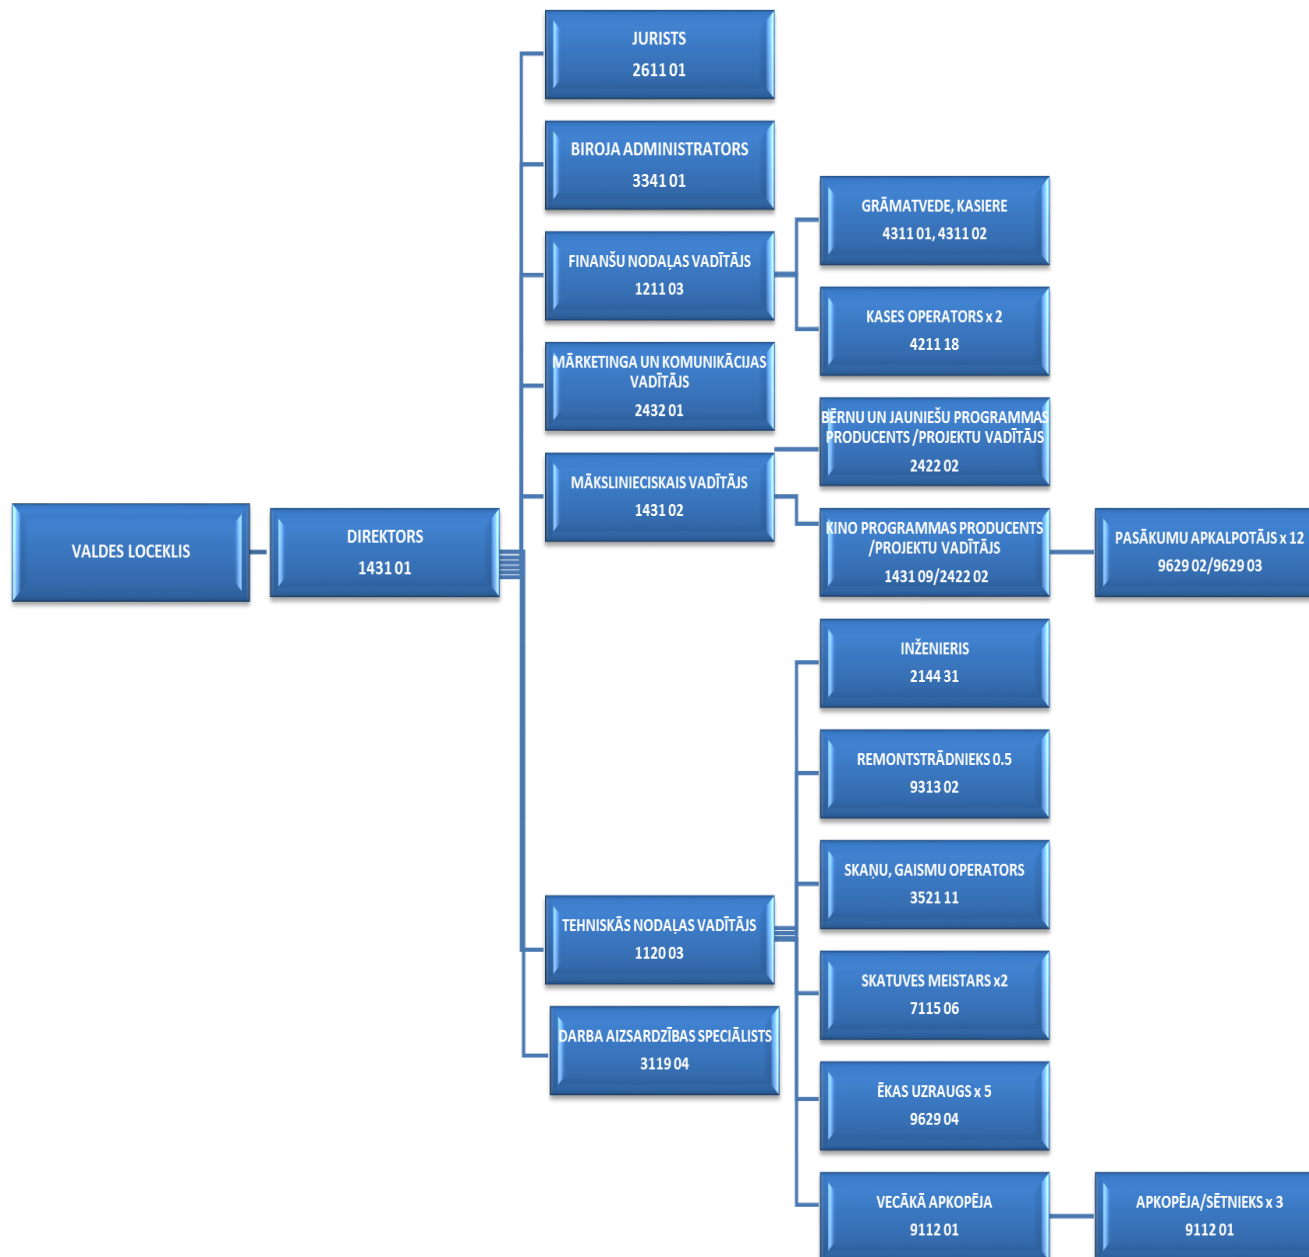 JURISTS
2611 01
BIROJA ADMINISTRATORS
3341 01
GRĀMATVEDE, KASIERE
4311 01, 4311 02
FINANŠU NODAĻAS VADĪTĀJS
1211 03
KASES OPERATORS x 2
4211 18
MĀRKETINGA UN KOMUNIKĀCIJAS
VADĪTĀJS
2432 01
BĒRNU UN JAUNIEŠU PROGRAMMAS
PRODUCENTS /PROJEKTU VADĪTĀJS
2422 02
MĀKSLINIECISKAIS VADĪTĀJS
1431 02
VALDES LOCEKLIS
DIREKTORS
1431 01
KINO PROGRAMMAS PRODUCENTS
/PROJEKTU VADĪTĀJS
1431 09/2422 02
PASĀKUMU APKALPOTĀJS x 12
9629 02/9629 03
INŽENIERIS
2144 31
REMONTSTRĀDNIEKS 0.5
9313 02
SKAŅU, GAISMU OPERATORS
3521 11
TEHNISKĀS NODAĻAS VADĪTĀJS
1120 03
SKATUVES MEISTARS x2
7115 06
DARBA AIZSARDZĪBAS SPECIĀLISTS
3119 04
ĒKAS UZRAUGS x 5
9629 04
VECĀKĀ APKOPĒJA
9112 01
APKOPĒJA/SĒTNIEKS x 3
9112 01